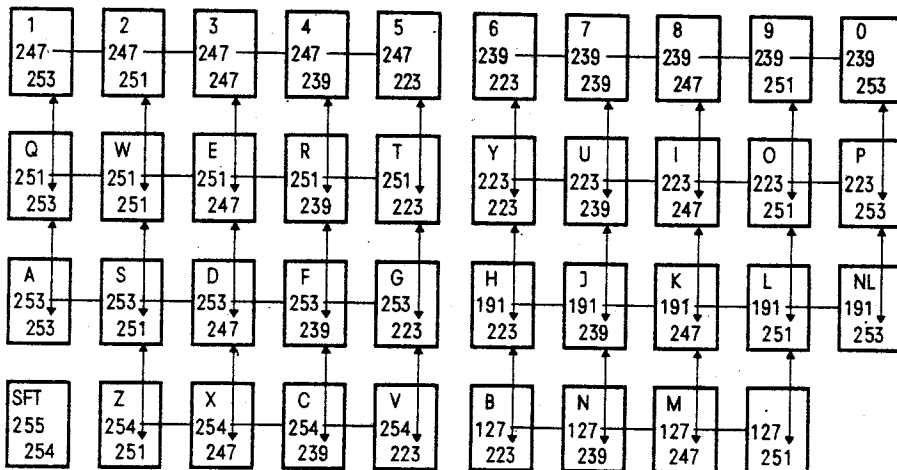 1 2 3 4 5 6 7 8 9 0
247 247 247 247 247 239 239 239 239 239
253 251 247 239 223 223 239 247 251 253
Q W E R T Y U I O P
251 251 251 251 251 223 223 223 223 223
253 251 247 239 223 223 239 247 251 253
A S D F G H J K L NL
253 253 253 253 253 191 191 191 191 191
253 251 247 239 223 223 239 247 251 253
SFT Z X C V B N M
255 254 254 254 254 127 127 127 127
254 251 247 239 223 223 239 247 251